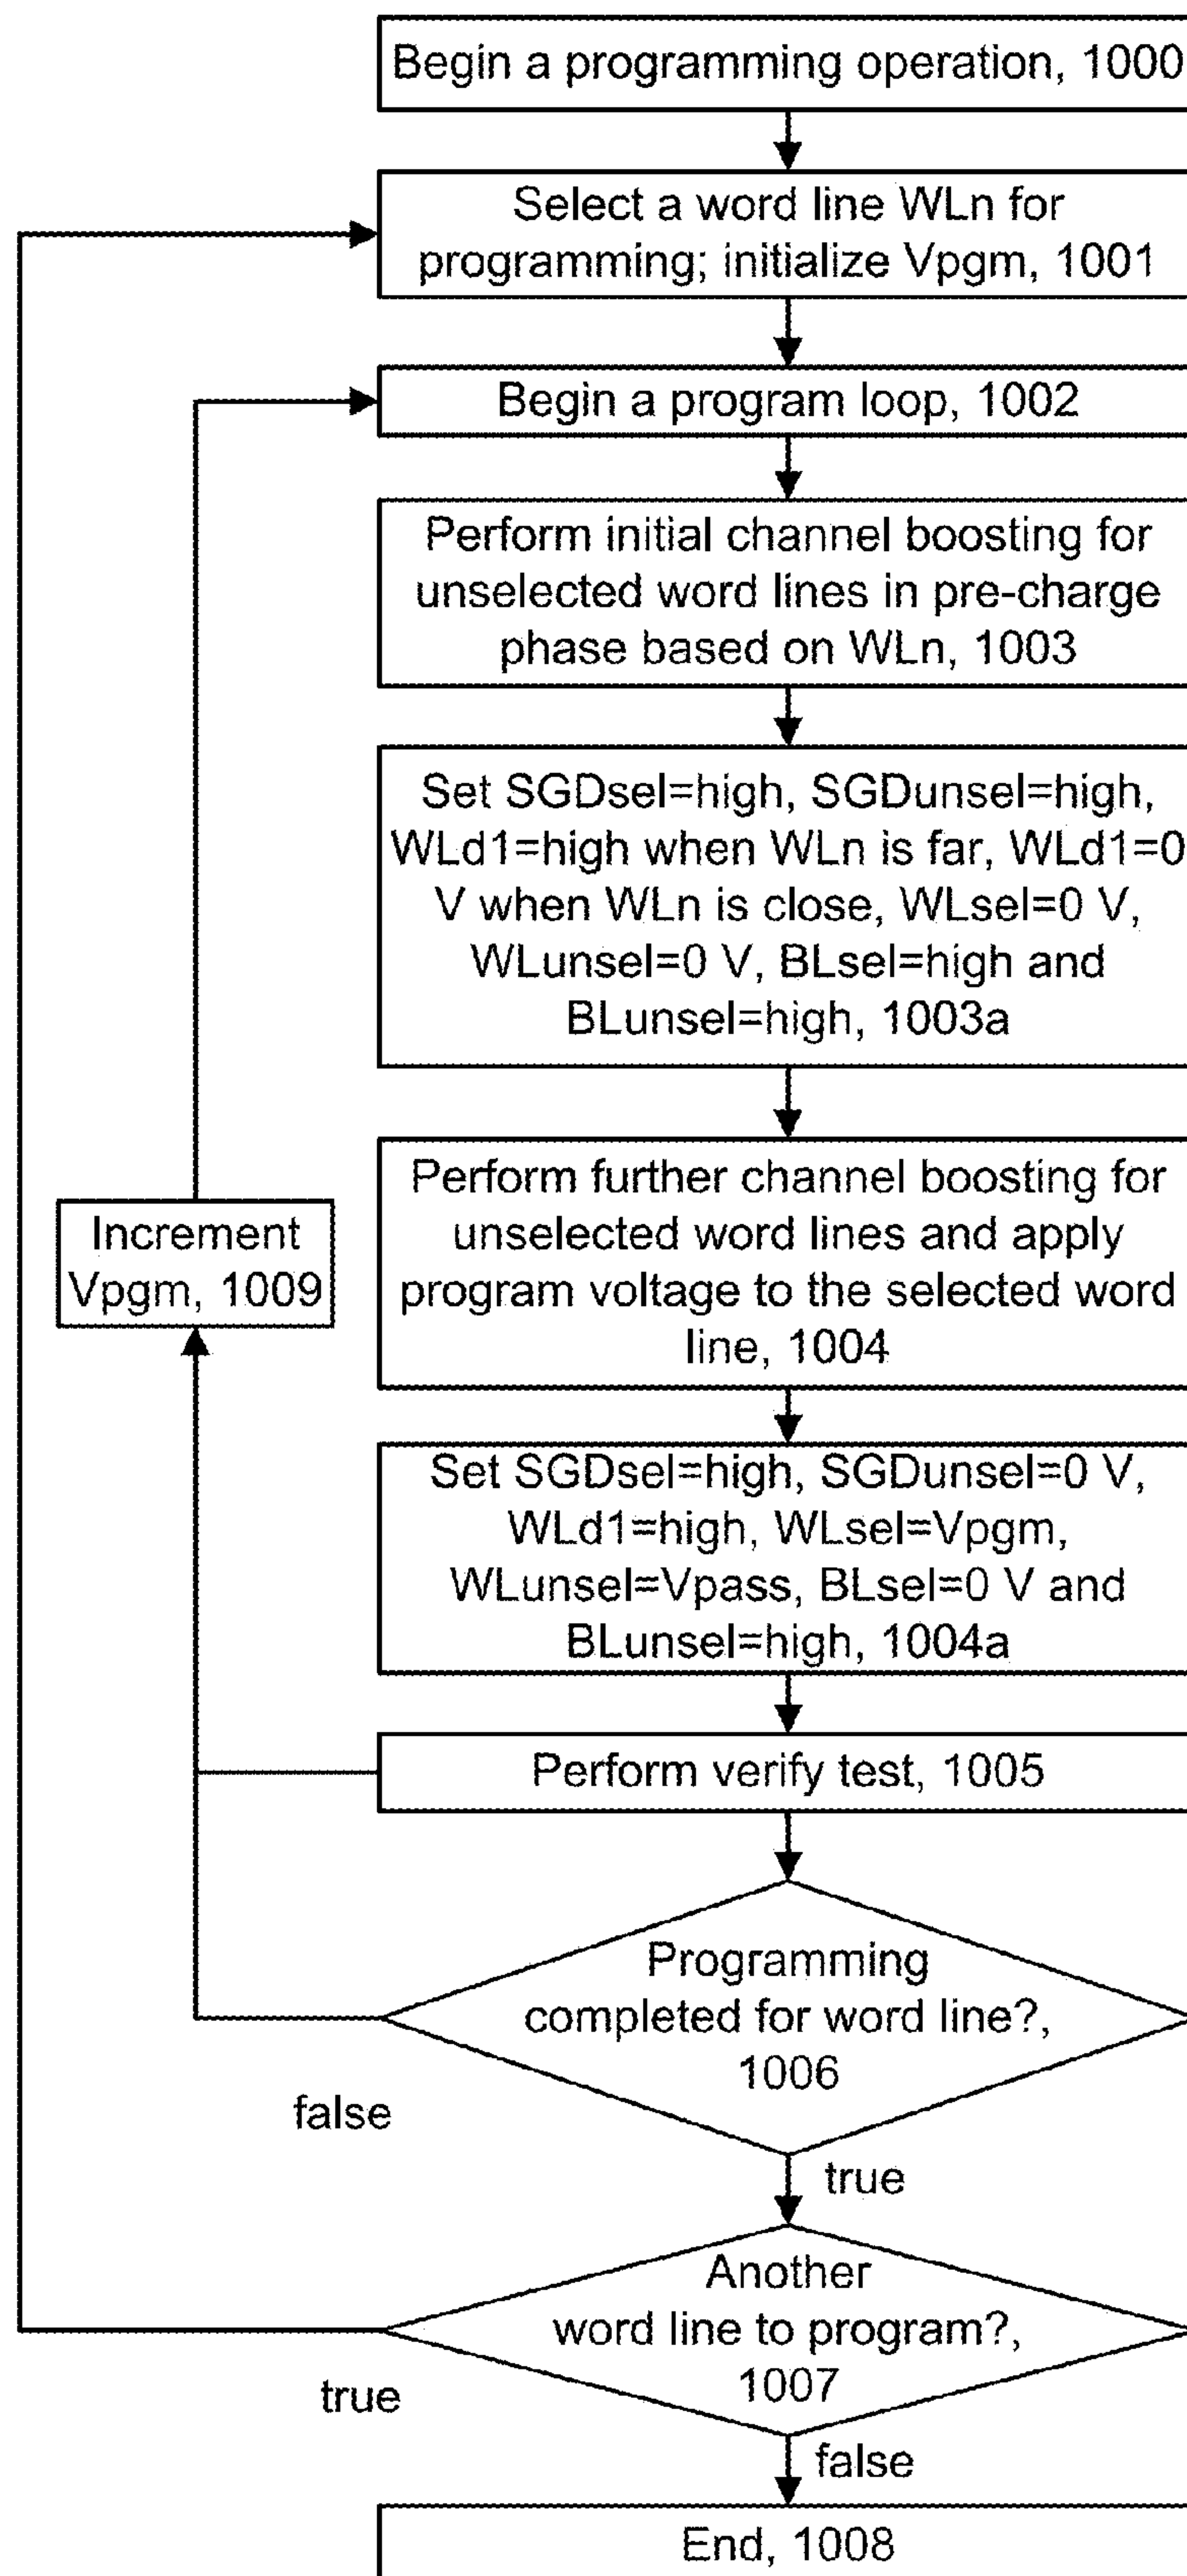 Begin a programming operation, 1000
Select a word line WLn for
programming; initialize Vpgm, 1001
Begin a program loop, 1002
Perform initial channel boosting for
unselected word lines in pre-charge
phase based on WLn, 1003
Set SGDsel=high, SGDunsel=high,
WLd1=high when WLn is far, WLd1=0
V when WLn is close, WLsel=0 V,
WLunsel=0 V, BLsel=high and
BLunsel=high, 1003a
Perform further channel boosting for
unselected word lines and apply
program voltage to the selected word
line, 1004
Increment
Vpgm, 1009
Set SGDsel=high, SGDunsel=0 V,
WLd1=high, WLsel=Vpgm,
WLunsel=Vpass, BLsel=0 V and
BLunsel=high, 1004a
Perform verify test, 1005
Programming
completed for word line?,
1006
false
true
Another
word line to program?,
1007
true
false
End, 1008